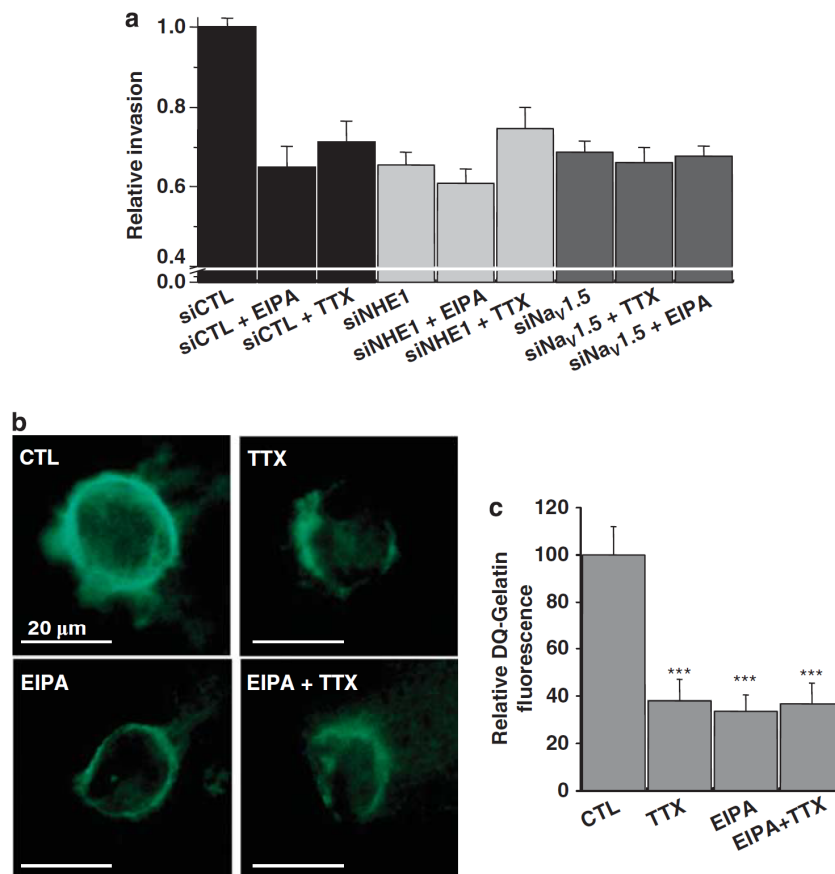 a
Relative invasion
1.0
0.8
0.6
0.4
0.0
siCTL
siCTL + EIPA
siCTL + TTX
siNHE1
siNHE1 + EIPA
siNHE1 + TTX
siNaV1.5
siNaV1.5 + TTX
siNaV1.5 + EIPA
b
CTL
20 µm
TTX
EIPA
EIPA + TTX
c
Relative DQ-Gelatin
fluorescence
120
100
80
60
40
20
0
***
***
***
CTL
TTX
EIPA
EIPA+TTX